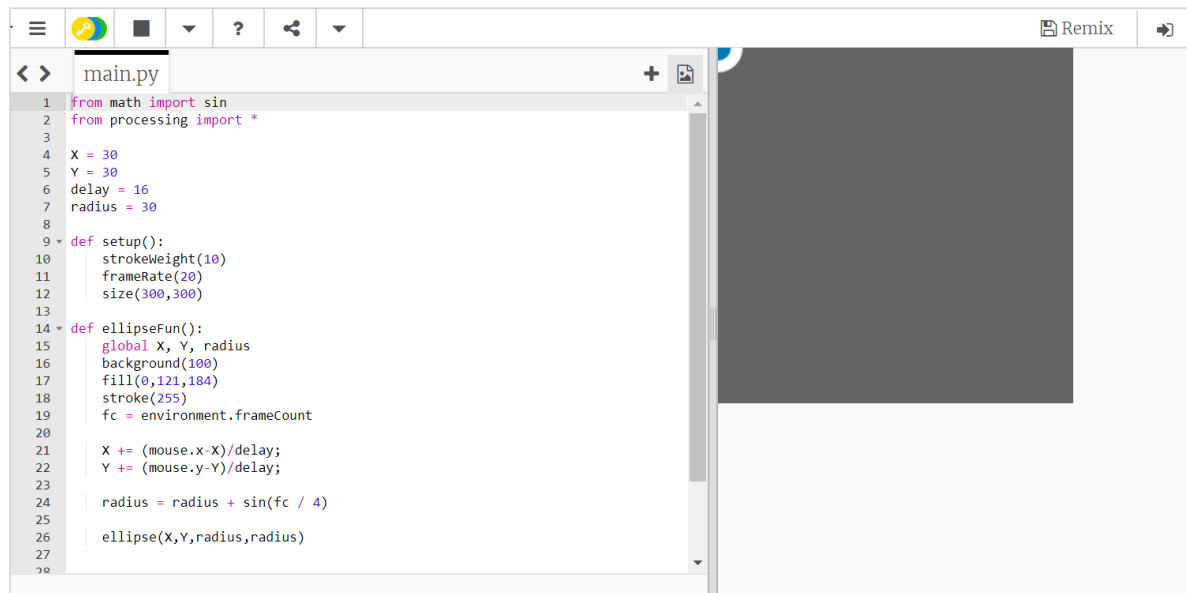 ? Remix
main.py
1 from math import sin
2 from processing import *
3
4 X = 30
5 Y = 30
6 delay = 16
7 radius = 30
8
9 def setup():
10 strokeWeight(10)
11 frameRate(20)
12 size(300,300)
13
14 def ellipseFun():
15 global X, Y, radius
16 background(100)
17 fill(0,121,184)
18 stroke(255)
19 fc = environment.frameCount
20
21 X += (mouse.x-X)/delay;
22 Y += (mouse.y-Y)/delay;
23
24 radius = radius + sin(fc / 4)
25
26 ellipse(X,Y,radius,radius)
27
28